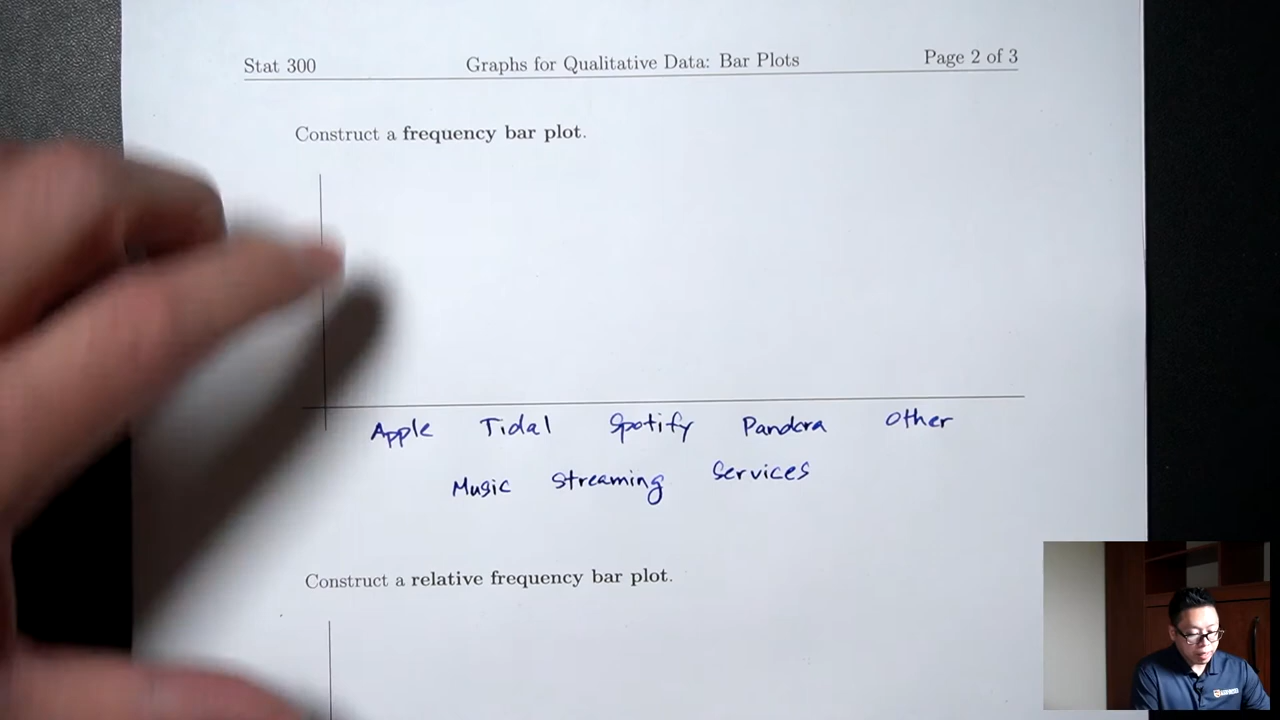 Stat 300 Graphs for Qualitative Data: Bar Plots Page 2 of 3
Construct a frequency bar plot.
Apple Tidal Spotify Pandora Other
Music Streaming Services
Construct a relative frequency bar plot.